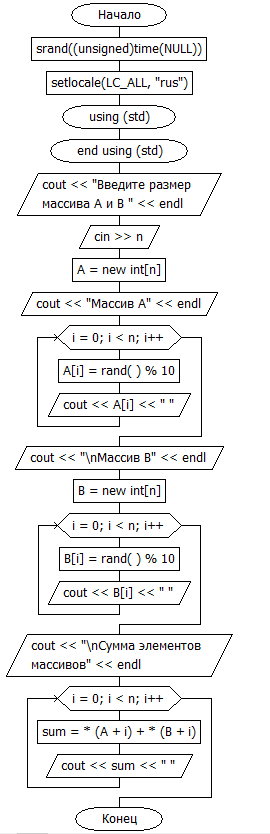 Начало
srand((unsigned)time(NULL))
setlocale(LC_ALL, "rus")
using (std)
end using (std)
cout << "Введите размер
массива A и B " << endl
cin >> n
A = new int[n]
cout << "Массив A" << endl
i = 0; i < n; i++
A[i] = rand( ) % 10
cout << A[i] << " "
cout << "\nМассив B" << endl
B = new int[n]
i = 0; i < n; i++
B[i] = rand( ) % 10
cout << B[i] << " "
cout << "\nСумма элементов
массивов" << endl
i = 0; i < n; i++
sum = * (A + i) + * (B + i)
cout << sum << " "
Конец